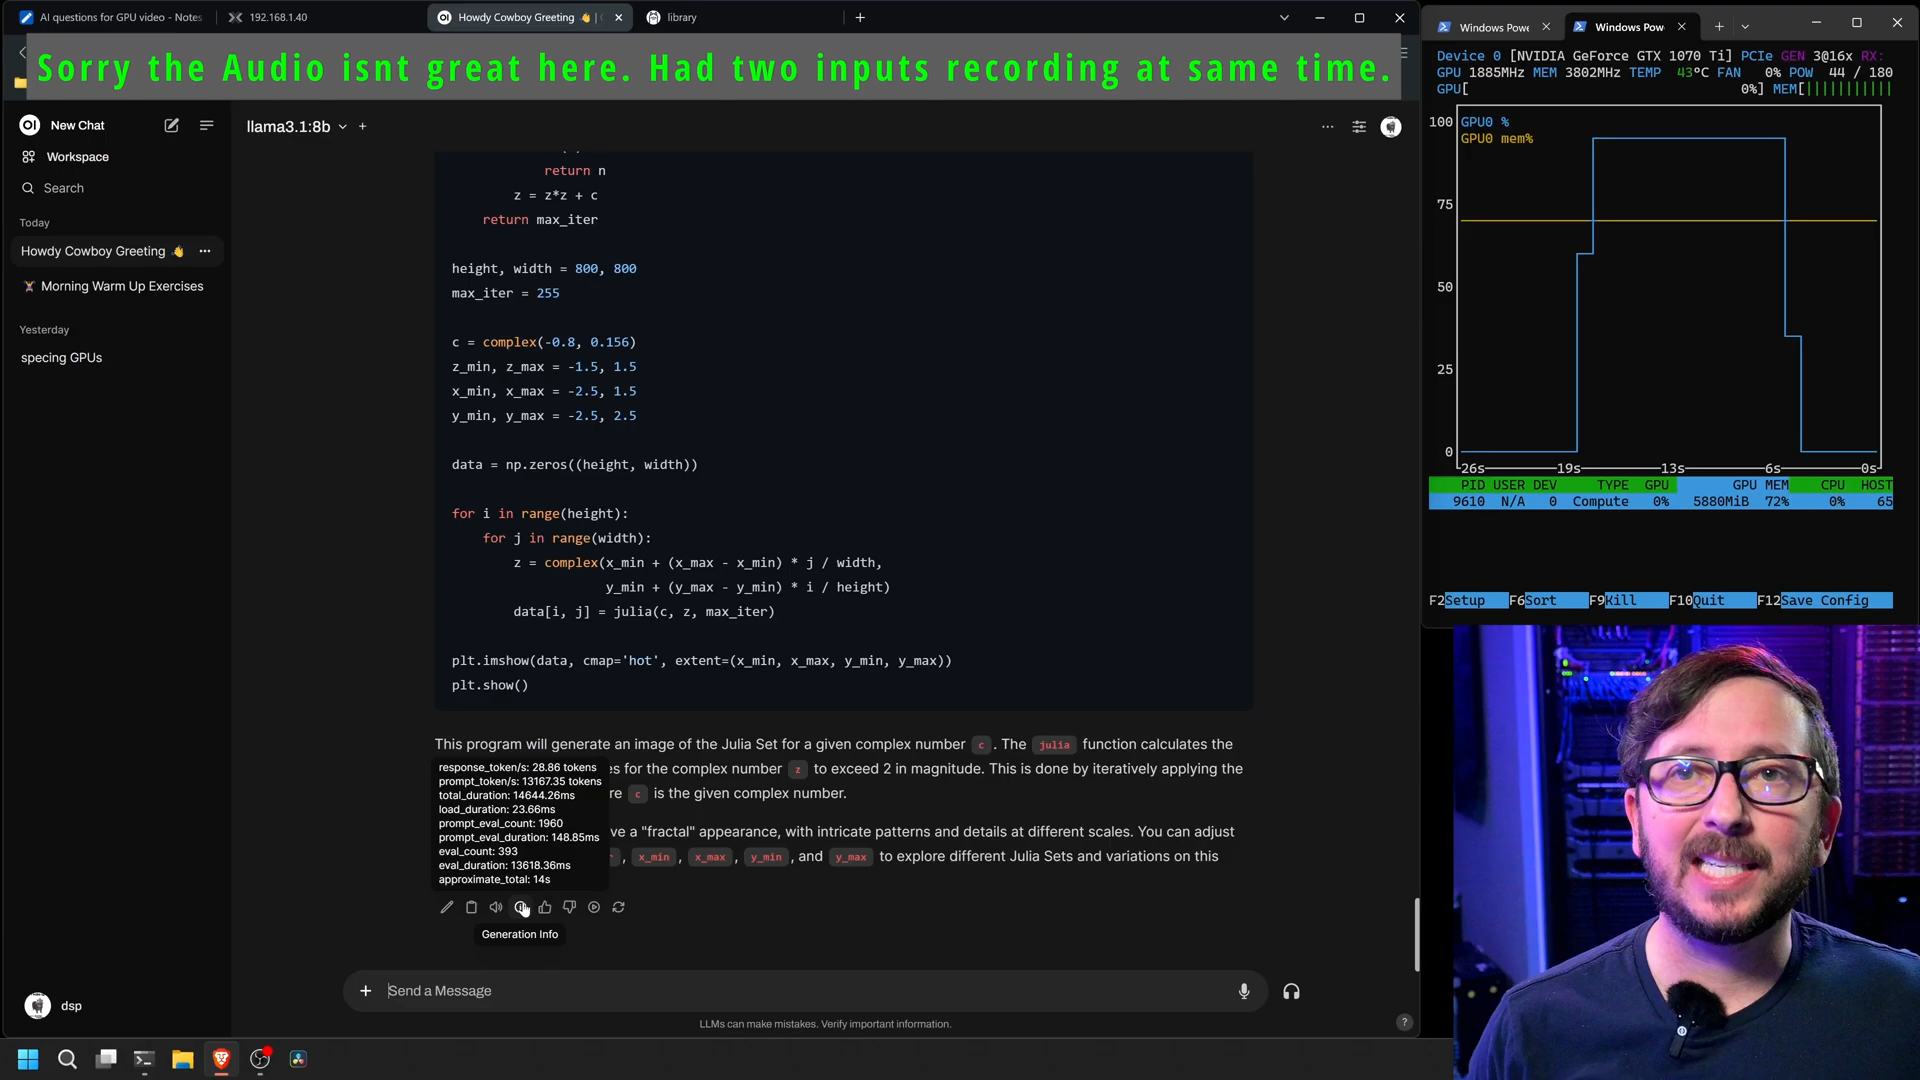 AI questions for GPU video - Notes
192.168.1.40
Howdy Cowboy Greeting 👋 |
library
Sorry the Audio isnt great here. Had two inputs recording at same time.
New Chat
Workspace
Search
Today
Howdy Cowboy Greeting 👋
Morning Warm Up Exercises
Yesterday
specing GPUs
dsp
llama3.1:8b
return n
z = z*z + c
return max_iter
height, width = 800, 800
max_iter = 255
c = complex(-0.8, 0.156)
z_min, z_max = -1.5, 1.5
x_min, x_max = -2.5, 1.5
y_min, y_max = -2.5, 2.5
data = np.zeros((height, width))
for i in range(height):
for j in range(width):
z = complex(x_min + (x_max - x_min) * j / width,
y_min + (y_max - y_min) * i / height)
data[i, j] = julia(c, z, max_iter)
plt.imshow(data, cmap='hot', extent=(x_min, x_max, y_min, y_max))
plt.show()
This program will generate an image of the Julia Set for a given complex number c . The julia function calculates the
es for the complex number z to exceed 2 in magnitude. This is done by iteratively applying the
re c is the given complex number.
ve a "fractal" appearance, with intricate patterns and details at different scales. You can adjust
, x_min , x_max , y_min , and y_max to explore different Julia Sets and variations on this
response_token/s: 28.86 tokens
prompt_token/s: 13167.35 tokens
total_duration: 14644.26ms
load_duration: 23.66ms
prompt_eval_count: 1960
prompt_eval_duration: 148.85ms
eval_count: 393
eval_duration: 13618.36ms
approximate_total: 14s
Generation Info
Send a Message
LLMs can make mistakes. Verify important information.
?
Windows Powe
Windows Powe
Device 0 [NVIDIA GeForce GTX 1070 Ti] PCIe GEN 3@16x RX:
GPU 1885MHz MEM 3802MHz TEMP 43°C FAN 0% POW 44 / 180
GPU[ 0%] MEM[||||||||||
100
GPU0 %
GPU0 mem%
75
50
25
0
26s 19s 13s 6s 0s
PID USER DEV TYPE GPU GPU MEM CPU HOST
9610 N/A 0 Compute 0% 5880MiB 72% 0% 65
F2Setup F6Sort F9Kill F10Quit F12Save Config